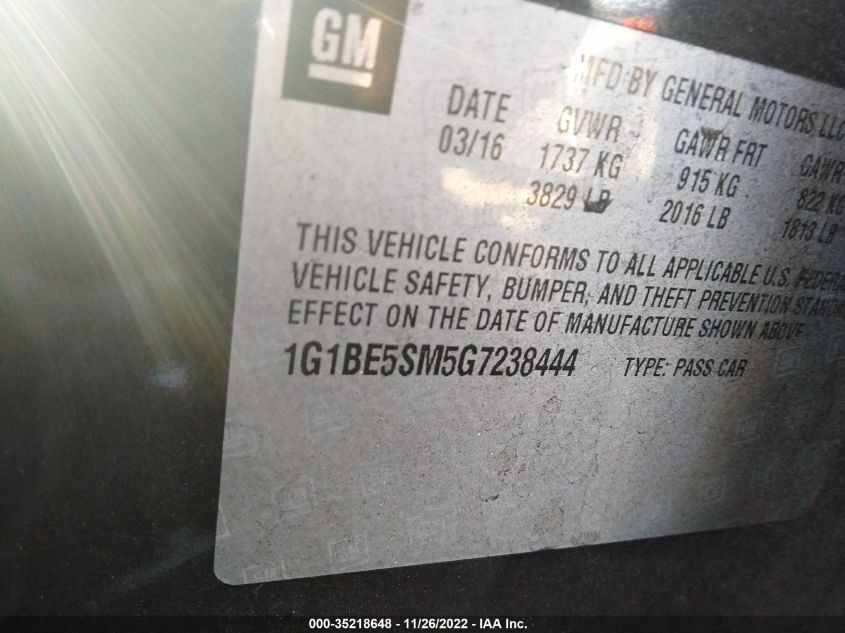 GM
MFD BY GENERAL MOTORS LLC
DATE GVWR GAWR FRT GAWR
03/16 1737 KG 915 KG 822 KG
3829 LB 2016 LB 1813 LB
THIS VEHICLE CONFORMS TO ALL APPLICABLE U.S. FEDERA
VEHICLE SAFETY, BUMPER, AND THEFT PREVENTION STANDA
EFFECT ON THE DATE OF MANUFACTURE SHOWN ABOVE
1G1BE5SM5G7238444 TYPE: PASS CAR
000-35218648 - 11/26/2022 - IAA Inc.